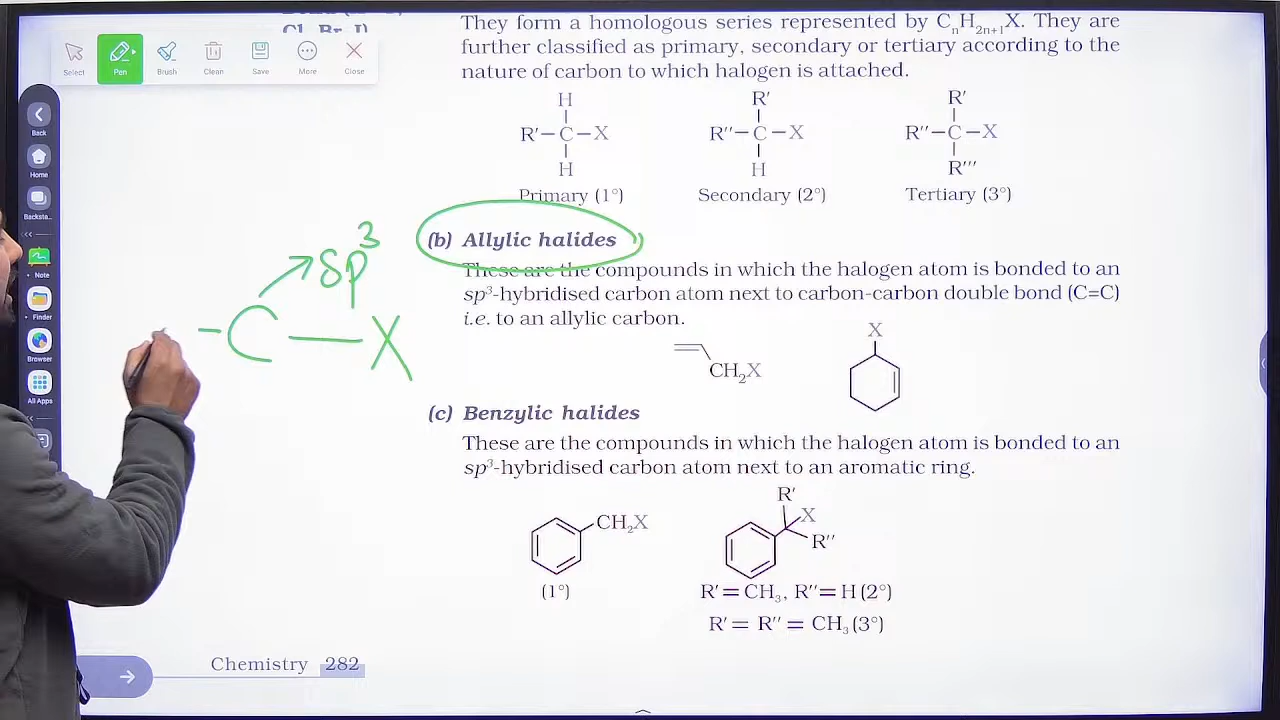 Cl, Br, I)
They form a homologous series represented by CₙH₂ₙ₊₁X. They are
further classified as primary, secondary or tertiary according to the
nature of carbon to which halogen is attached.
Select Pen Brush Clean Save More Close
Back
Home
Backsta..
Note
Finder
Browser
All Apps
H
R′–C–X
H
Primary (1°)
R′
R′′–C–X
H
Secondary (2°)
R′
R′′–C–X
R′′′
Tertiary (3°)
sp³
–C–X
(b) Allylic halides
These are the compounds in which the halogen atom is bonded to an
sp³-hybridised carbon atom next to carbon-carbon double bond (C=C)
i.e. to an allylic carbon.
CH₂X
X
(c) Benzylic halides
These are the compounds in which the halogen atom is bonded to an
sp³-hybridised carbon atom next to an aromatic ring.
CH₂X
(1°)
R′
X
R′′
R′= CH₃, R′′= H (2°)
R′= R′′ = CH₃ (3°)
Chemistry 282